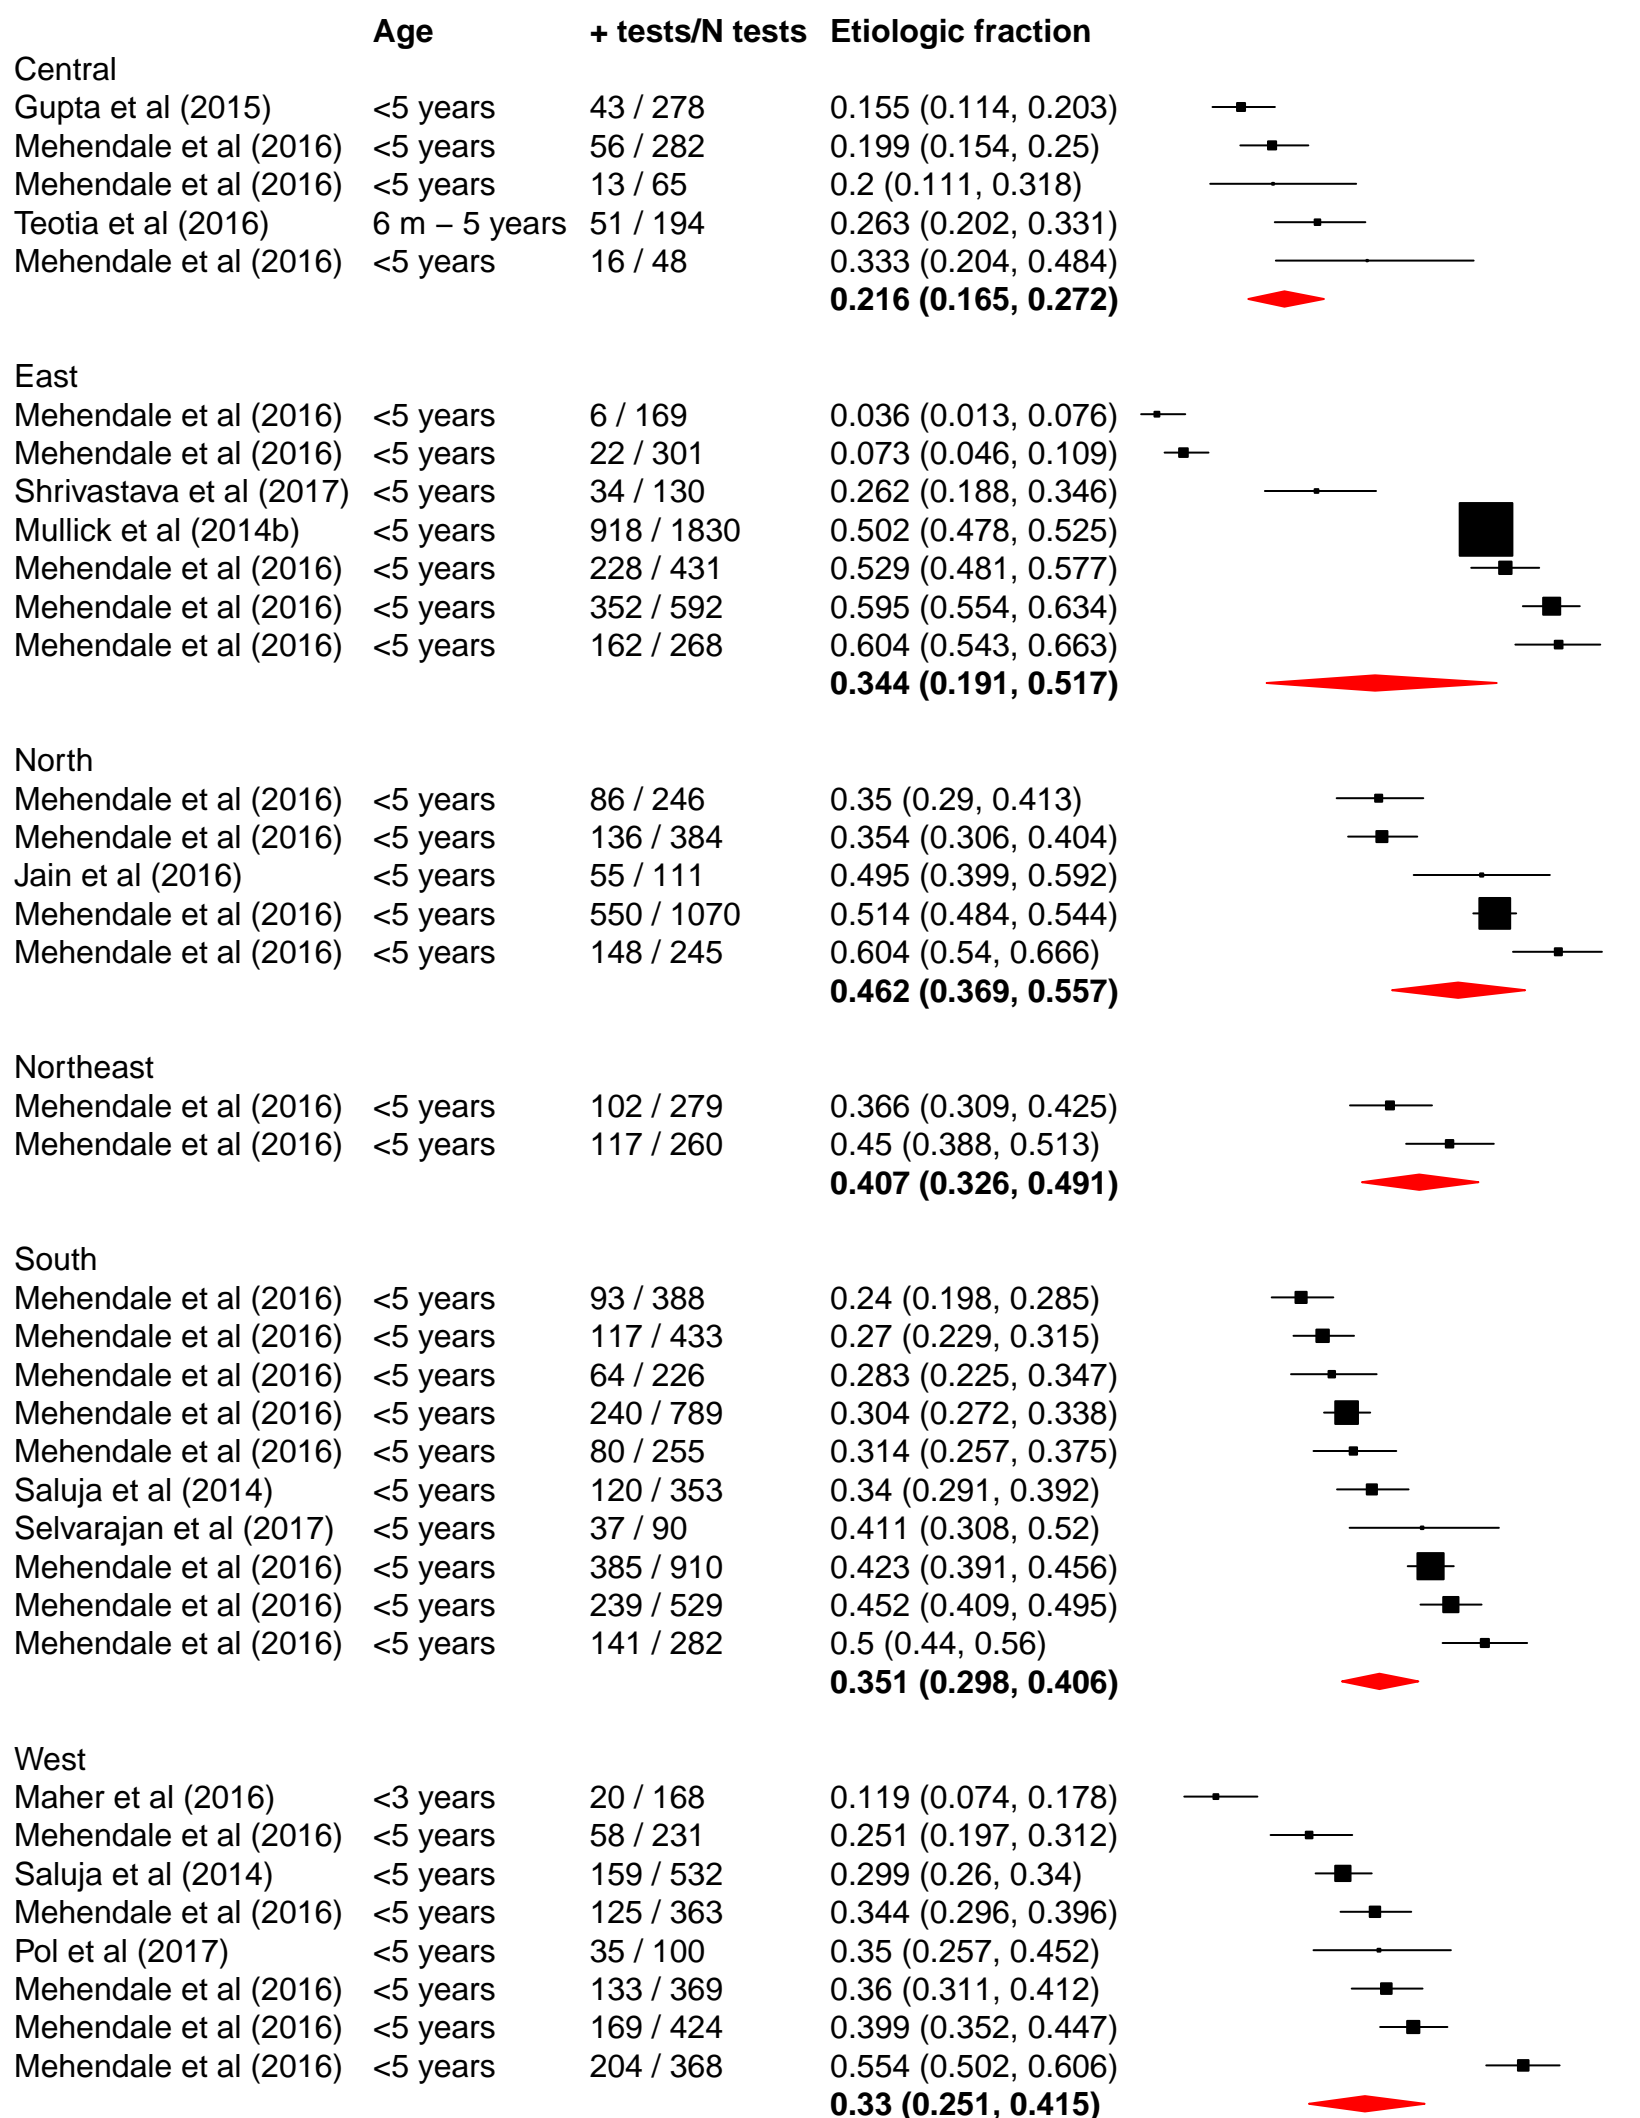 Age + tests/N tests Etiologic fraction
Central
Gupta et al (2015) <5 years 43 / 278 0.155 (0.114, 0.203)
Mehendale et al (2016) <5 years 56 / 282 0.199 (0.154, 0.25)
Mehendale et al (2016) <5 years 13 / 65 0.2 (0.111, 0.318)
Teotia et al (2016) 6 m − 5 years 51 / 194 0.263 (0.202, 0.331)
Mehendale et al (2016) <5 years 16 / 48 0.333 (0.204, 0.484)
0.216 (0.165, 0.272)
East
Mehendale et al (2016) <5 years 6 / 169 0.036 (0.013, 0.076)
Mehendale et al (2016) <5 years 22 / 301 0.073 (0.046, 0.109)
Shrivastava et al (2017) <5 years 34 / 130 0.262 (0.188, 0.346)
Mullick et al (2014b) <5 years 918 / 1830 0.502 (0.478, 0.525)
Mehendale et al (2016) <5 years 228 / 431 0.529 (0.481, 0.577)
Mehendale et al (2016) <5 years 352 / 592 0.595 (0.554, 0.634)
Mehendale et al (2016) <5 years 162 / 268 0.604 (0.543, 0.663)
0.344 (0.191, 0.517)
North
Mehendale et al (2016) <5 years 86 / 246 0.35 (0.29, 0.413)
Mehendale et al (2016) <5 years 136 / 384 0.354 (0.306, 0.404)
Jain et al (2016) <5 years 55 / 111 0.495 (0.399, 0.592)
Mehendale et al (2016) <5 years 550 / 1070 0.514 (0.484, 0.544)
Mehendale et al (2016) <5 years 148 / 245 0.604 (0.54, 0.666)
0.462 (0.369, 0.557)
Northeast
Mehendale et al (2016) <5 years 102 / 279 0.366 (0.309, 0.425)
Mehendale et al (2016) <5 years 117 / 260 0.45 (0.388, 0.513)
0.407 (0.326, 0.491)
South
Mehendale et al (2016) <5 years 93 / 388 0.24 (0.198, 0.285)
Mehendale et al (2016) <5 years 117 / 433 0.27 (0.229, 0.315)
Mehendale et al (2016) <5 years 64 / 226 0.283 (0.225, 0.347)
Mehendale et al (2016) <5 years 240 / 789 0.304 (0.272, 0.338)
Mehendale et al (2016) <5 years 80 / 255 0.314 (0.257, 0.375)
Saluja et al (2014) <5 years 120 / 353 0.34 (0.291, 0.392)
Selvarajan et al (2017) <5 years 37 / 90 0.411 (0.308, 0.52)
Mehendale et al (2016) <5 years 385 / 910 0.423 (0.391, 0.456)
Mehendale et al (2016) <5 years 239 / 529 0.452 (0.409, 0.495)
Mehendale et al (2016) <5 years 141 / 282 0.5 (0.44, 0.56)
0.351 (0.298, 0.406)
West
Maher et al (2016) <3 years 20 / 168 0.119 (0.074, 0.178)
Mehendale et al (2016) <5 years 58 / 231 0.251 (0.197, 0.312)
Saluja et al (2014) <5 years 159 / 532 0.299 (0.26, 0.34)
Mehendale et al (2016) <5 years 125 / 363 0.344 (0.296, 0.396)
Pol et al (2017) <5 years 35 / 100 0.35 (0.257, 0.452)
Mehendale et al (2016) <5 years 133 / 369 0.36 (0.311, 0.412)
Mehendale et al (2016) <5 years 169 / 424 0.399 (0.352, 0.447)
Mehendale et al (2016) <5 years 204 / 368 0.554 (0.502, 0.606)
0.33 (0.251, 0.415)